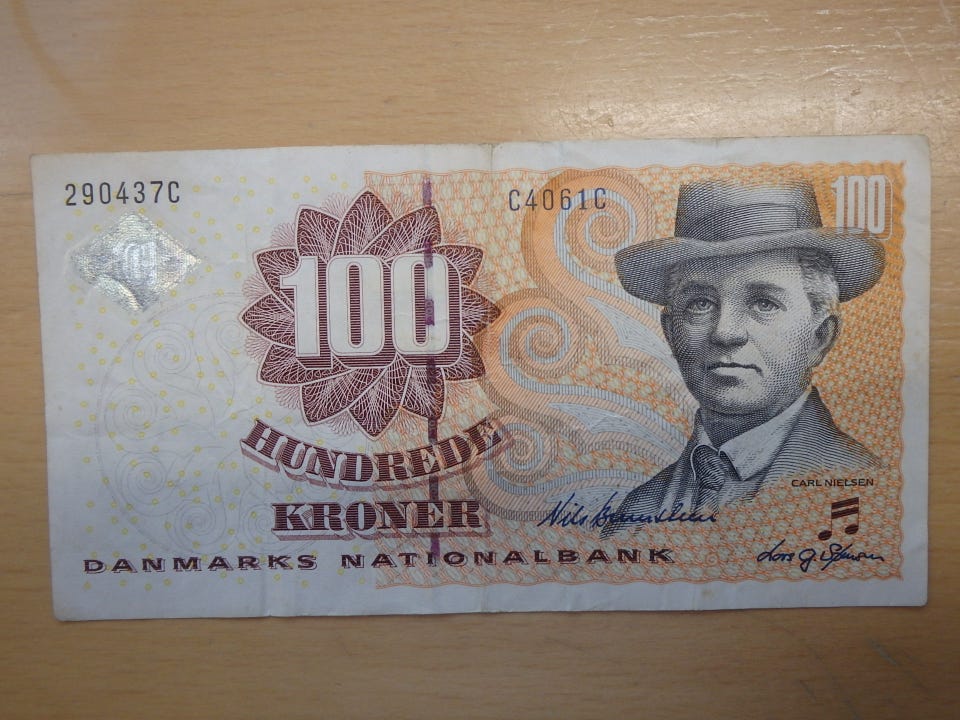 290437C
C4061C
100
100
HUNDREDE
KRONER
CARL NIELSEN
DANMARKS NATIONALBANK